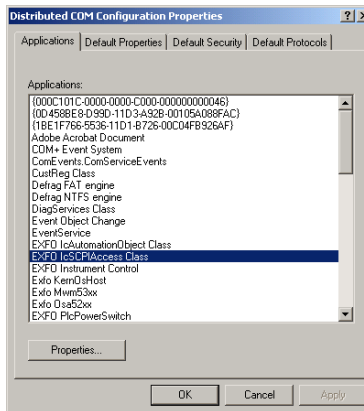 Distributed COM Configuration Properties
Applications
Default Properties
Default Security
Default Protocols
Applications:
{000C101C-0000-0000-C000-000000000046}
{0D458BE8-D99D-11D3-A92B-00105A088FAC}
{1BE1F766-5536-11D1-B726-00C04FB926AF}
Adobe Acrobat Document
COM+ Event System
ComEvents.ComServiceEvents
CustReg Class
Defrag FAT engine
Defrag NTFS engine
DiagServices Class
Event Object Change
EventService
EXFO IcAutomationObject Class
EXFO IcSCPIAccess Class
EXFO Instrument Control
Exfo KernOsHost
Exfo Mwm53xx
Exfo Osa52xx
EXFO PlcPowerSwitch
Properties...
OK
Cancel
Apply